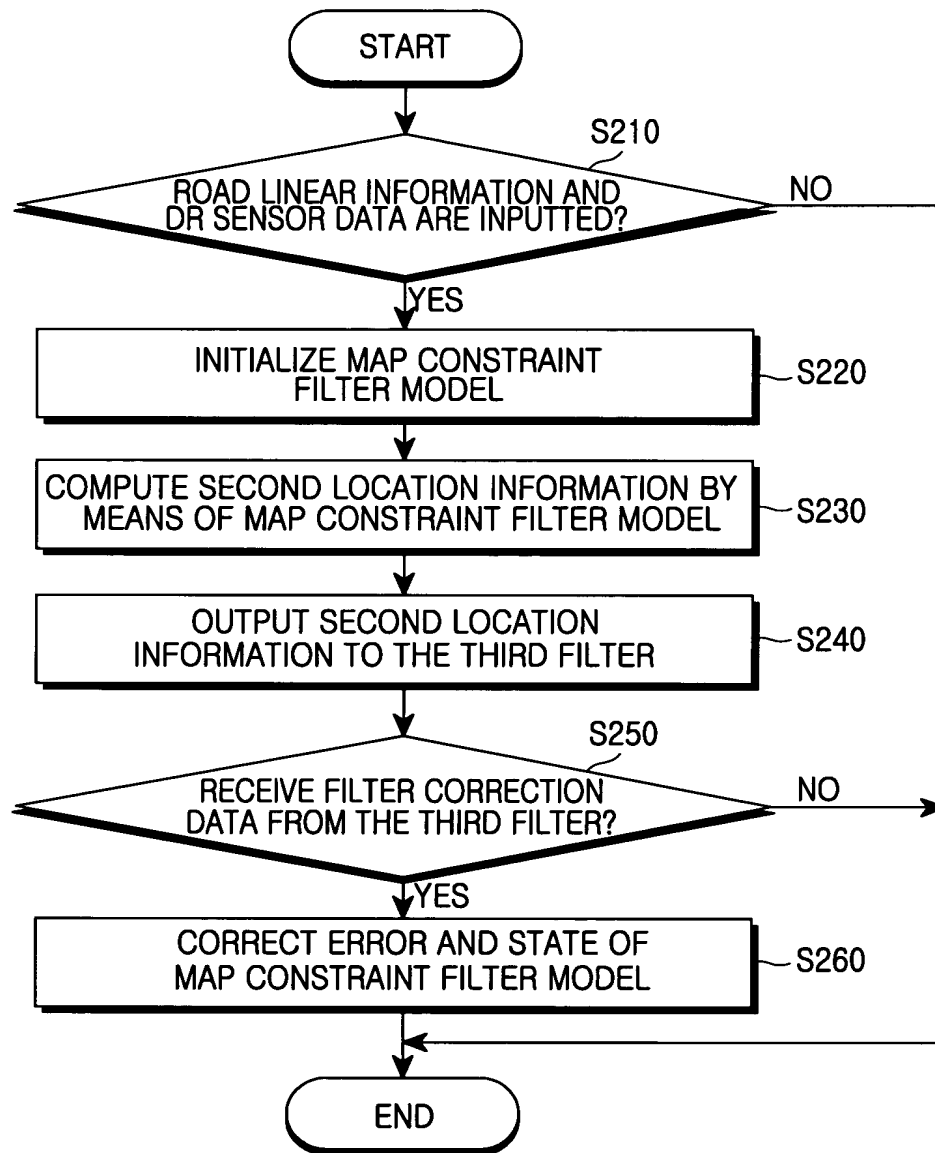 START
S210
ROAD LINEAR INFORMATION AND
DR SENSOR DATA ARE INPUTTED?
NO
YES
INITIALIZE MAP CONSTRAINT
FILTER MODEL
S220
COMPUTE SECOND LOCATION INFORMATION BY
MEANS OF MAP CONSTRAINT FILTER MODEL
S230
OUTPUT SECOND LOCATION
INFORMATION TO THE THIRD FILTER
S240
S250
RECEIVE FILTER CORRECTION
DATA FROM THE THIRD FILTER?
NO
YES
CORRECT ERROR AND STATE OF
MAP CONSTRAINT FILTER MODEL
S260
END